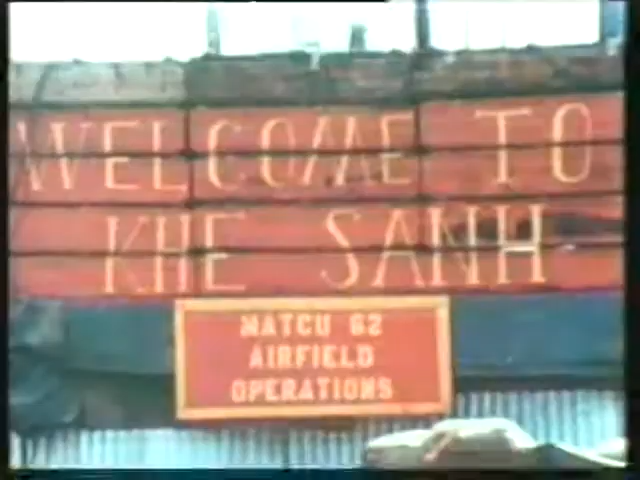 WELCOME TO
KHE SANH
MATCU 62
AIRFIELD
OPERATIONS